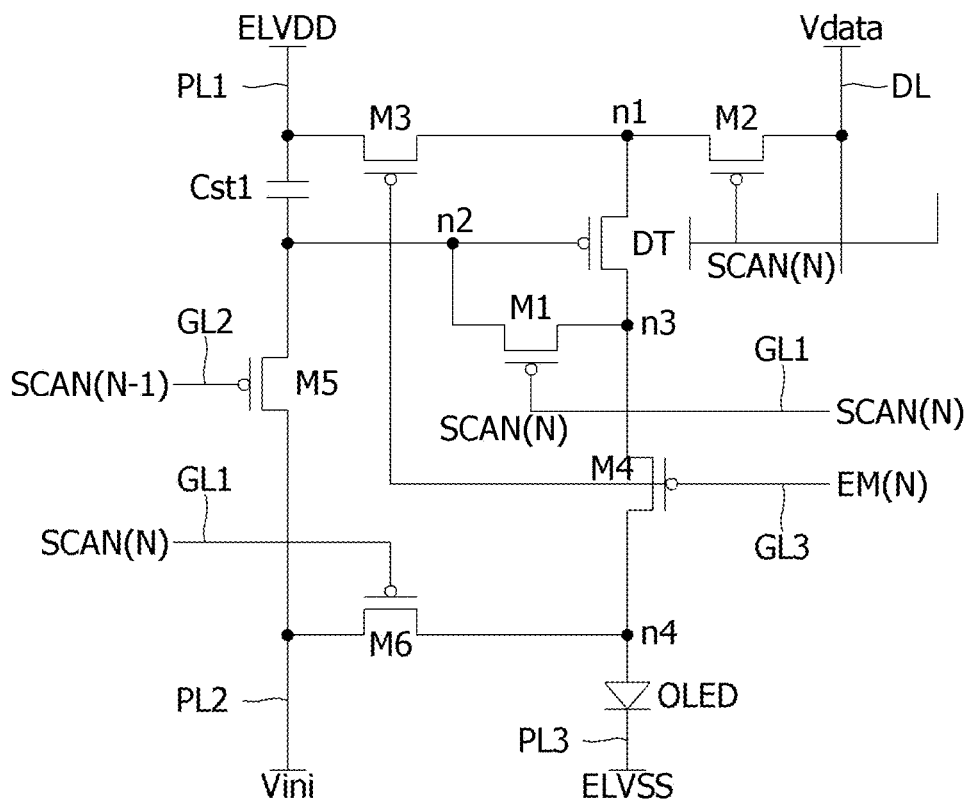 ELVDD
Vdata
PL1
DL
M3
n1
M2
Cst1
n2
DT
SCAN(N)
M1
n3
GL2
GL1
SCAN(N-1)
M5
SCAN(N)
SCAN(N)
M4
GL1
EM(N)
SCAN(N)
GL3
n4
M6
PL2
OLED
PL3
Vini
ELVSS